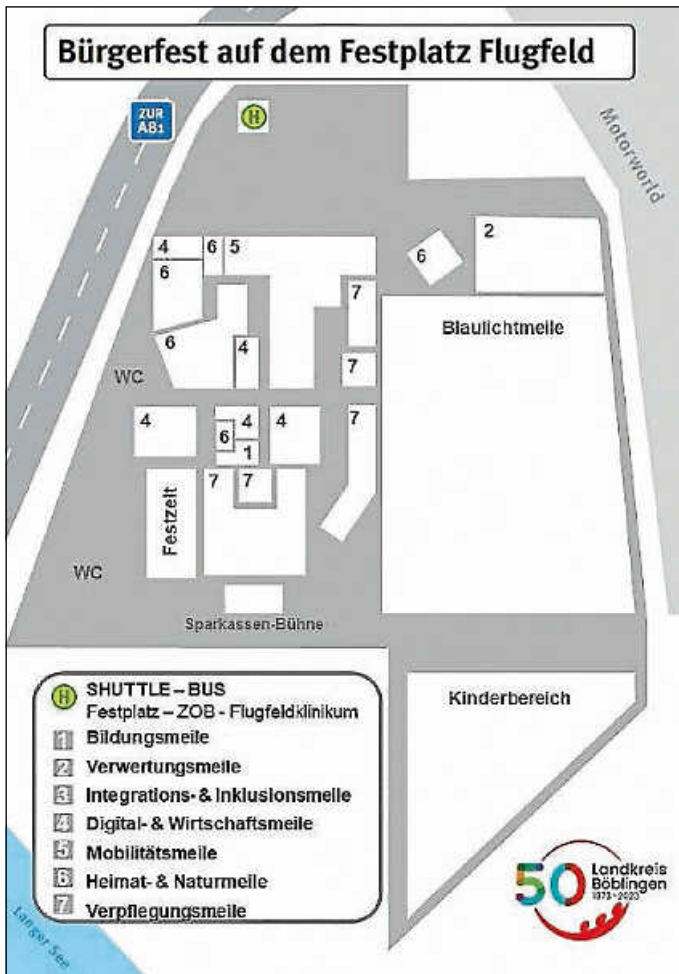 Bürgerfest auf dem Festplatz Flugfeld
ZUR
AB1
H
Motorworld
4
6
5
6
2
6
7
Blaulichtmeile
6
4
7
WC
4
4
4
7
6
1
7
7
Festzelt
WC
Sparkassen-Bühne
H SHUTTLE – BUS
Festplatz – ZOB - Flugfeldklinikum
1 Bildungsmeile
2 Verwertungsmeile
3 Integrations- & Inklusionsmeile
4 Digital- & Wirtschaftsmeile
5 Mobilitätsmeile
6 Heimat- & Naturmeile
7 Verpflegungsmeile
Kinderbereich
50 Landkreis
Böblingen
1973-2023
Langer See